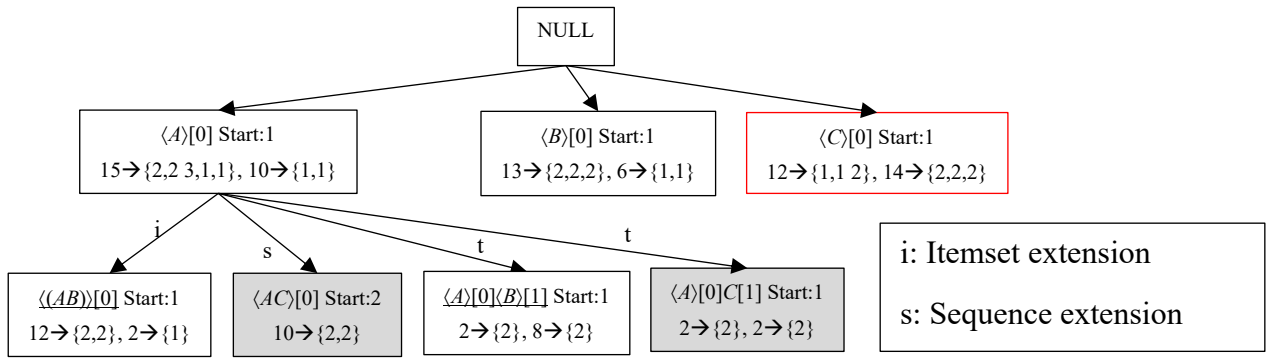 NULL
⟨A⟩[0] Start:1
15→{2,2 3,1,1}, 10→{1,1}
⟨B⟩[0] Start:1
13→{2,2,2}, 6→{1,1}
⟨C⟩[0] Start:1
12→{1,1 2}, 14→{2,2,2}
i
s
t
t
⟨(AB)⟩[0] Start:1
12→{2,2}, 2→{1}
⟨AC⟩[0] Start:2
10→{2,2}
⟨A⟩[0]⟨B⟩[1] Start:1
2→{2}, 8→{2}
⟨A⟩[0]C[1] Start:1
2→{2}, 2→{2}
i: Itemset extension
s: Sequence extension